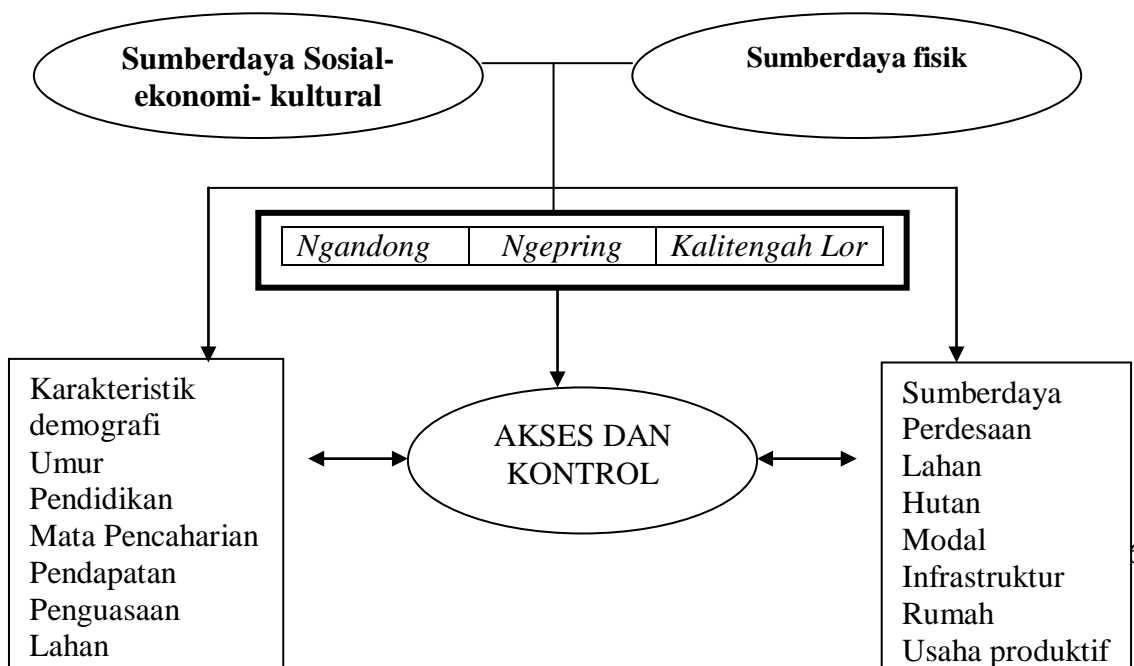 Sumberdaya Sosial-
ekonomi- kultural
Sumberdaya fisik
Ngandong Ngepring Kalitengah Lor
Karakteristik
demografi
Umur
Pendidikan
Mata Pencaharian
Pendapatan
Penguasaan
Lahan
AKSES DAN
KONTROL
Sumberdaya
Perdesaan
Lahan
Hutan
Modal
Infrastruktur
Rumah
Usaha produktif